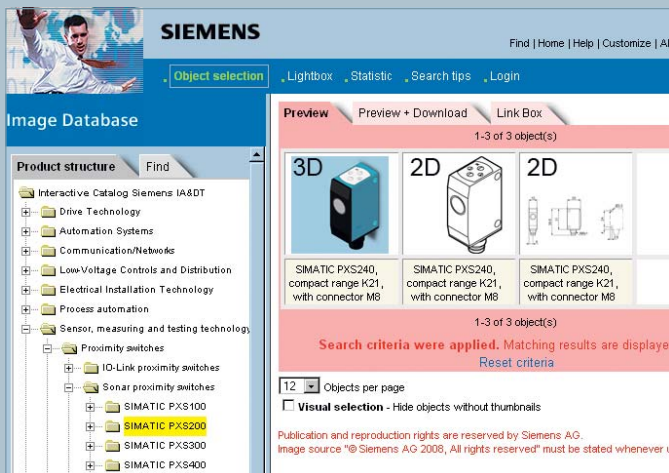 SIEMENS
Find | Home | Help | Customize |
Object selection
Lightbox
Statistic
Search tips
Login
Image Database
Product structure
Find
Interactive Catalog Siemens IA&DT
Drive Technology
Automation Systems
Communication/Networks
Low-Voltage Controls and Distribution
Electrical Installation Technology
Process automation
Sensor, measuring and testing technology
Proximity switches
IO-Link proximity switches
Sonar proximity switches
SIMATIC PXS100
SIMATIC PXS200
SIMATIC PXS300
SIMATIC PXS400
Preview
Preview + Download
Link Box
1-3 of 3 object(s)
3D
2D
2D
SIMATIC PXS240,
compact range K21,
with connector M8
SIMATIC PXS240,
compact range K21,
with connector M8
SIMATIC PXS240,
compact range K21,
with connector M8
1-3 of 3 object(s)
Search criteria were applied. Matching results are displaye
Reset criteria
12 Objects per page
Visual selection - Hide objects without thumbnails
Publication and reproduction rights are reserved by Siemens AG.
Image source "© Siemens AG 2008, All rights reserved" must be stated whenever